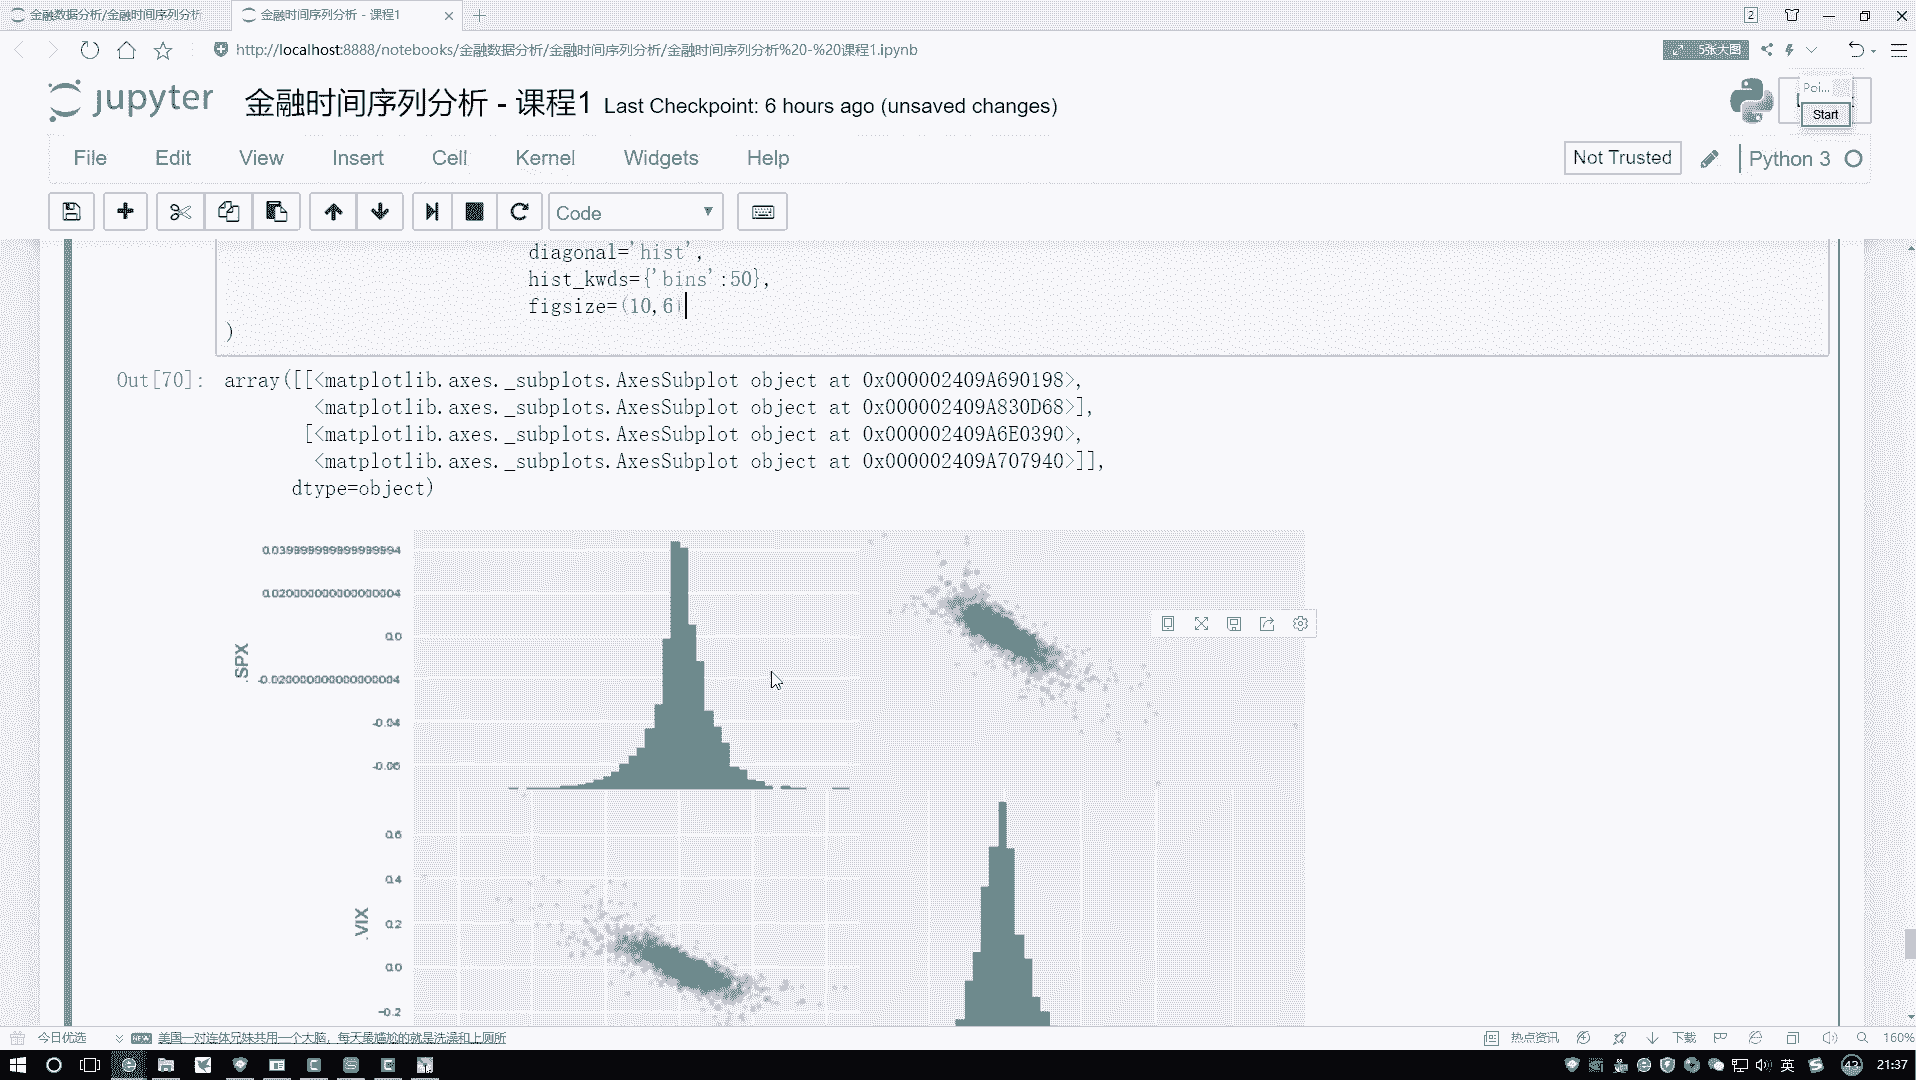 金融数据分析/金融时间序列分析
金融时间序列分析 - 课程1
2
http://localhost:8888/notebooks/金融数据分析/金融时间序列分析/金融时间序列分析%20-%20课程1.ipynb
5张大图
jupyter
金融时间序列分析 - 课程1 Last Checkpoint: 6 hours ago (unsaved changes)
Poi...
Start
File Edit View Insert Cell Kernel Widgets Help
Not Trusted
Python 3
Code
diagonal='hist',
hist_kwds={'bins':50},
figsize=(10,6)
)
Out[70]: array([[<matplotlib.axes._subplots.AxesSubplot object at 0x000002409A690198>,
<matplotlib.axes._subplots.AxesSubplot object at 0x000002409A830D68>],
[<matplotlib.axes._subplots.AxesSubplot object at 0x000002409A6E0390>,
<matplotlib.axes._subplots.AxesSubplot object at 0x000002409A707940>]],
dtype=object)
0.0
-0.04
-0.06
.SPX
0.6
0.4
0.2
0.0
-0.2
.VIX
今日优选
NEW
美国一对连体兄妹共用一个大脑，每天最尴尬的就是洗澡和上厕所
热点资讯
下载
160%
英
43
21:37